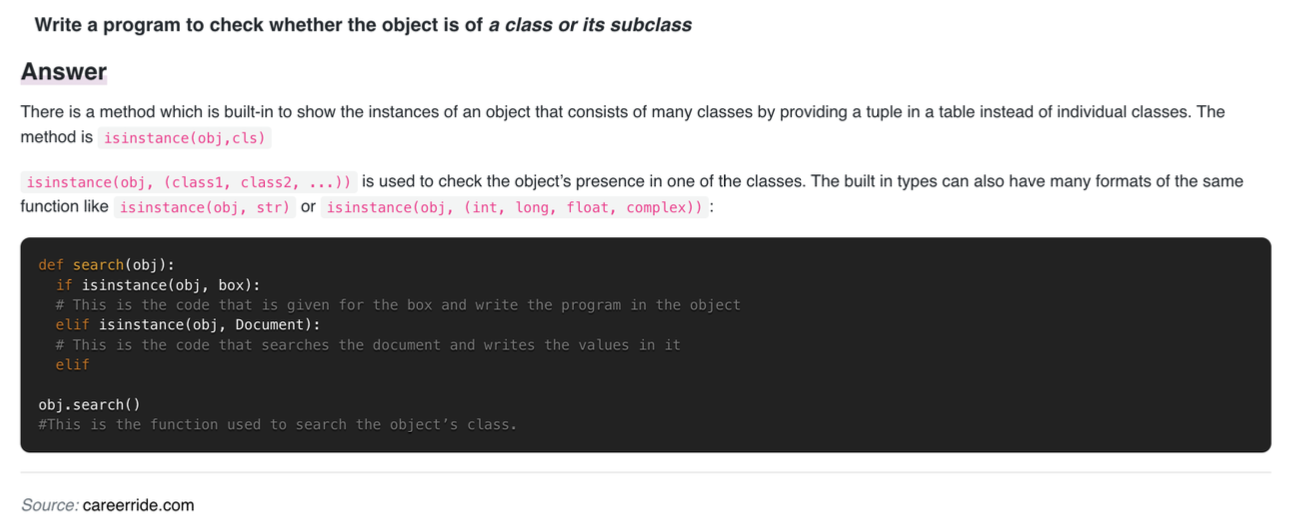 Write a program to check whether the object is of a class or its subclass
Answer
There is a method which is built-in to show the instances of an object that consists of many classes by providing a tuple in a table instead of individual classes. The
method is isinstance(obj,cls)
isinstance(obj, (class1, class2, ...)) is used to check the object's presence in one of the classes. The built in types can also have many formats of the same
function like isinstance(obj, str) or isinstance(obj, (int, long, float, complex)) :
def search(obj):
  if isinstance(obj, box):
  # This is the code that is given for the box and write the program in the object
  elif isinstance(obj, Document):
  # This is the code that searches the document and writes the values in it
  elif
obj.search()
#This is the function used to search the object’s class.
Source: careerride.com